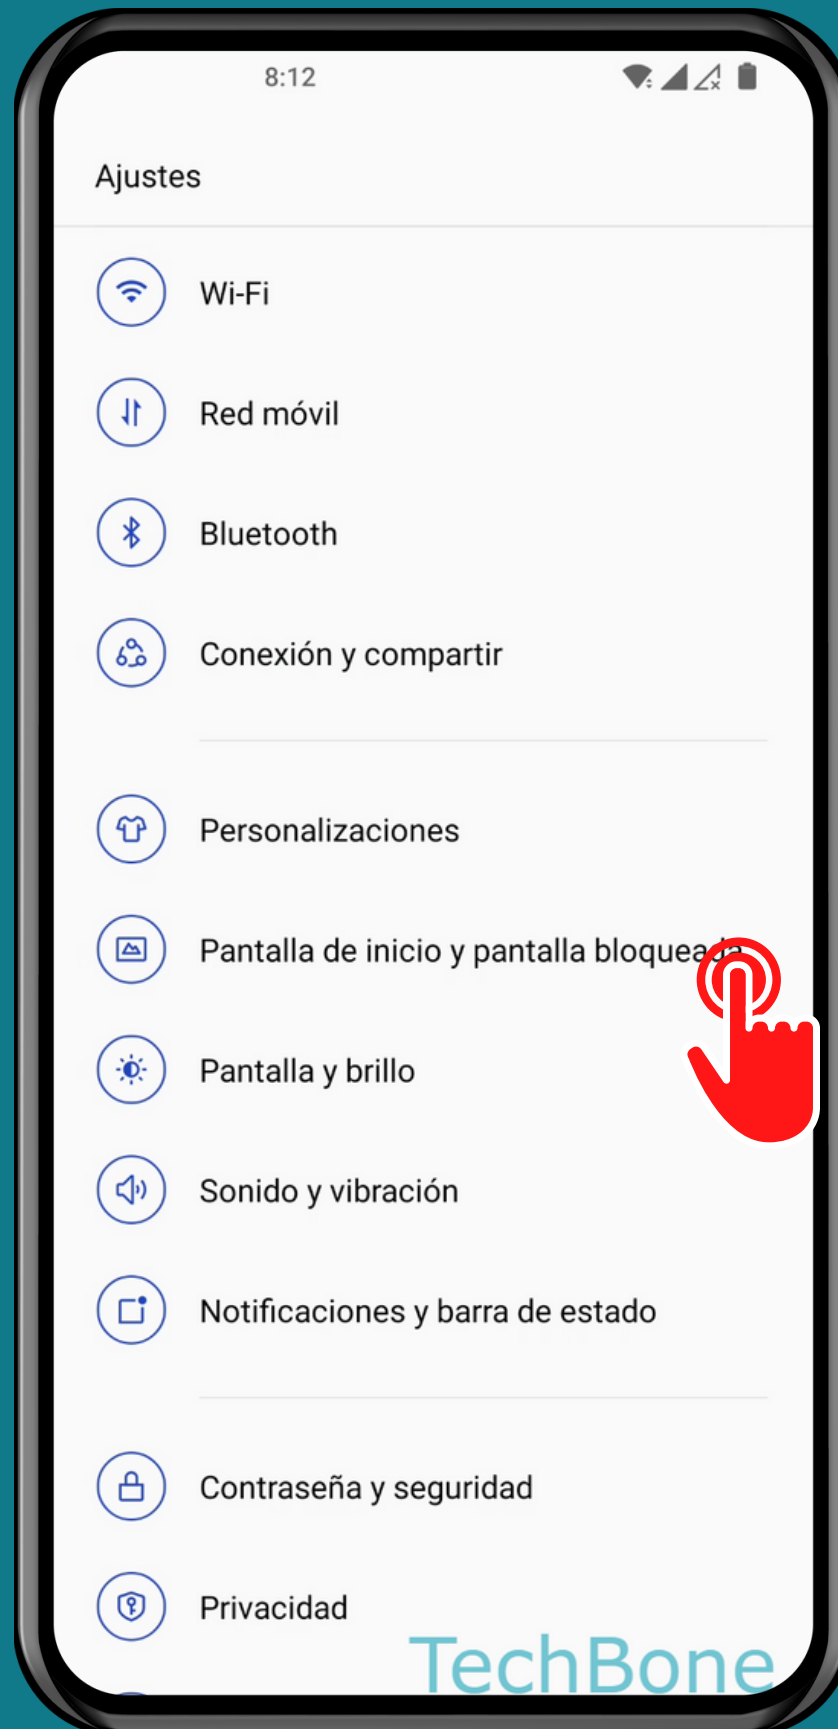 8:12
Ajustes
Wi-Fi
Red móvil
Bluetooth
Conexión y compartir
Personalizaciones
Pantalla de inicio y pantalla bloqueada
Pantalla y brillo
Sonido y vibración
Notificaciones y barra de estado
Contraseña y seguridad
Privacidad
TechBone